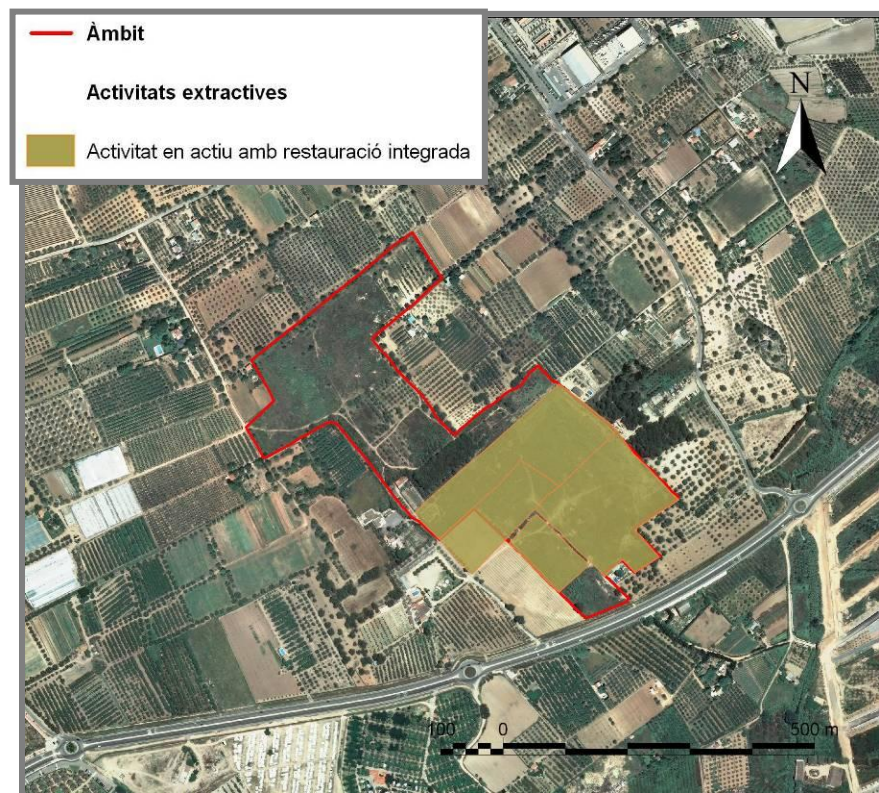 Àmbit
Activitats extractives
Activitat en actiu amb restauració integrada
N
100 0 500 m